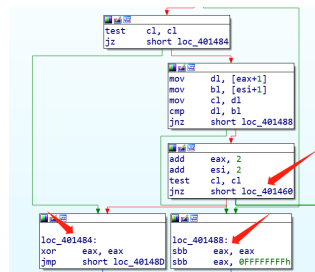 test    cl, cl
jz      short loc_401484
mov     dl, [eax+1]
mov     bl, [esi+1]
mov     cl, dl
cmp     dl, bl
jnz     short loc_401488
add     eax, 2
add     esi, 2
test    cl, cl
jnz     short loc_401460
loc_401484:
xor     eax, eax
jmp     short loc_40148D
loc_401488:
sbb     eax, eax
sbb     eax, 0FFFFFFFFh